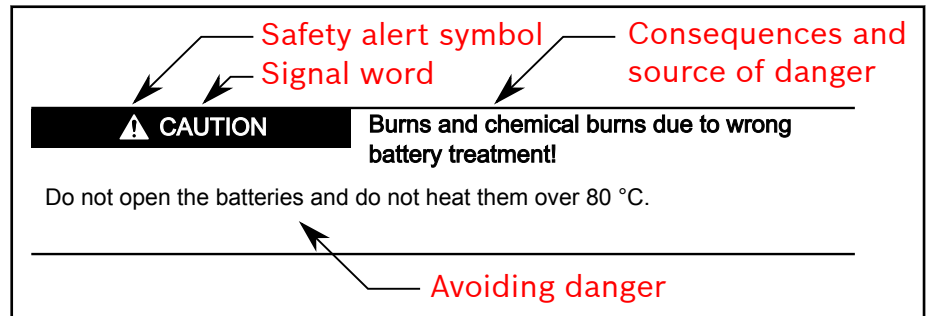 Safety alert symbol
Consequences and
Signal word
source of danger
CAUTION
Burns and chemical burns due to wrong
battery treatment!
Do not open the batteries and do not heat them over 80 °C.
Avoiding danger